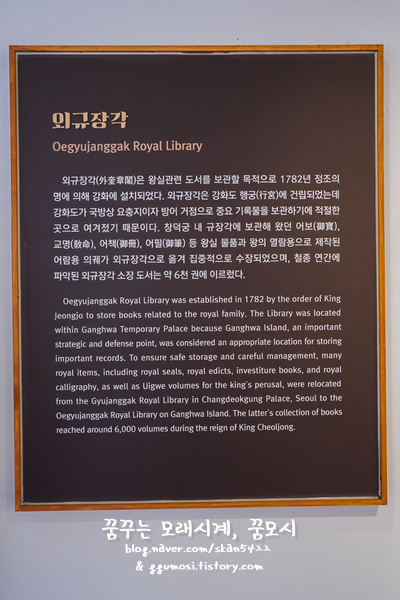 외규장각
Oegyujanggak Royal Library
외규장각(外奎章閣)은 왕실관련 도서를 보관할 목적으로 1782년 정조의
명에 의해 강화에 설치되었다. 외규장각은 강화도 행궁(行宮)에 건립되었는데
강화도가 국방상 요충지이자 방어 거점으로 중요 기록물을 보관하기에 적절한
곳으로 여겨졌기 때문이다. 창덕궁 내 규장각에 보관해 왔던 어보(御寶),
교명(敎命), 어책(御冊), 어필(御筆) 등 왕실 물품과 왕의 열람용으로 제작된
어람용 의궤가 외규장각으로 옮겨 집중적으로 수장되었으며, 철종 연간에
파악된 외규장각 소장 도서는 약 6천 권에 이르렀다.
Oegyujanggak Royal Library was established in 1782 by the order of King
Jeongjo to store books related to the royal family. The Library was located
within Ganghwa Temporary Palace because Ganghwa Island, an important
strategic and defense point, was considered an appropriate location for storing
important records. To ensure safe storage and careful management, many
royal items, including royal seals, royal edicts, investiture books, and royal
calligraphy, as well as Uigwe volumes for the king's perusal, were relocated
from the Gyujanggak Royal Library in Changdeokgung Palace, Seoul to the
Oegyujanggak Royal Library on Ganghwa Island. The latter's collection of books
reached around 6,000 volumes during the reign of King Cheoljong.
꿈꾸는 모래시계, 꿈모시
blog.naver.com/skan5422
& ggumosi.tistory.com